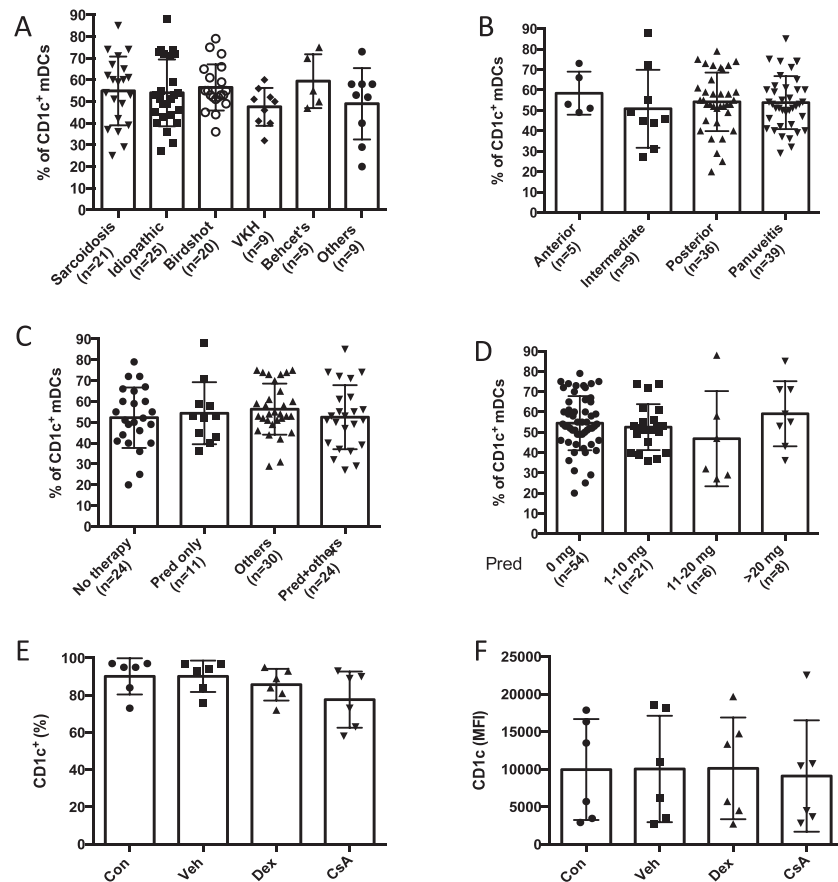 A
% of CD1c+ mDCs
90
80
70
60
50
40
30
20
10
0
Sarcoidosis
(n=21)
Idiopathic
(n=25)
Birdshot
(n=20)
VKH
(n=9)
Behcet's
(n=5)
Others
(n=9)
B
% of CD1c+ mDCs
90
80
70
60
50
40
30
20
10
0
Anterior
(n=5)
Intermediate
(n=9)
Posterior
(n=36)
Panuveitis
(n=39)
C
% of CD1c+ mDCs
90
80
70
60
50
40
30
20
10
0
No therapy
(n=24)
Pred only
(n=11)
Others
(n=30)
Pred+others
(n=24)
D
% of CD1c+ mDCs
90
80
70
60
50
40
30
20
10
0
Pred
0 mg
(n=54)
1-10 mg
(n=21)
11-20 mg
(n=6)
>20 mg
(n=8)
E
CD1c+ (%)
100
80
60
40
20
0
Con
Veh
Dex
CsA
F
CD1c (MFI)
25000
20000
15000
10000
5000
0
Con
Veh
Dex
CsA